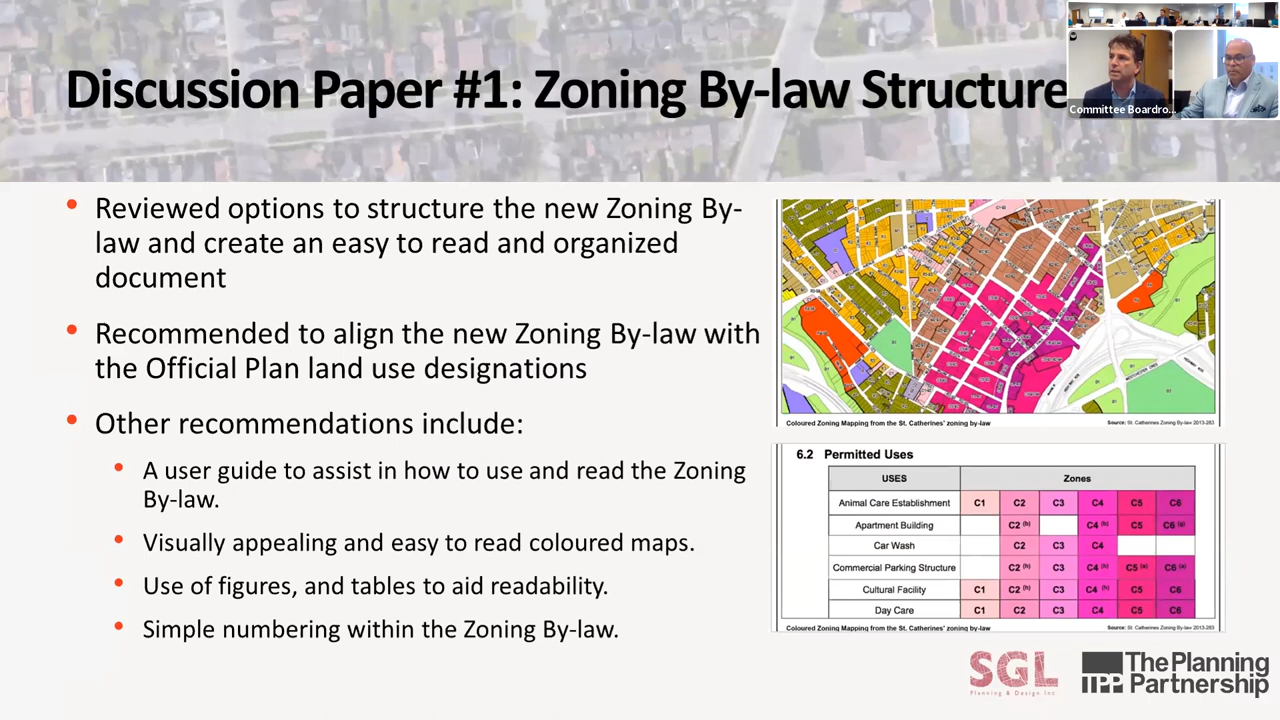 Discussion Paper #1: Zoning By-law Structure
Committee Boardro...
Reviewed options to structure the new Zoning By-
law and create an easy to read and organized
document
Recommended to align the new Zoning By-law with
the Official Plan land use designations
Other recommendations include:
A user guide to assist in how to use and read the Zoning
By-law.
Visually appealing and easy to read coloured maps.
Use of figures, and tables to aid readability.
Simple numbering within the Zoning By-law.
Coloured Zoning Mapping from the St. Catherines' zoning by-law
Source: St. Catherines Zoning By-law 2013-283
6.2 Permitted Uses
USES Zones
Animal Care Establishment C1 C2 C3 C4 C5 C6
Apartment Building C2 (h) C4 (h) C5 C6 (g)
Car Wash C2 C3 C4
Commercial Parking Structure C2 (h) C3 C4 (h) C5 (a) C6 (a)
Cultural Facility C1 C2 (h) C3 C4 (h) C5 C6
Day Care C1 C2 C3 C4 C5 C6
Coloured Zoning Mapping from the St. Catherines' zoning by-law
Source: St. Catherines Zoning By-law 2013-283
SGL
Planning & Design Inc
TPP
The Planning
Partnership